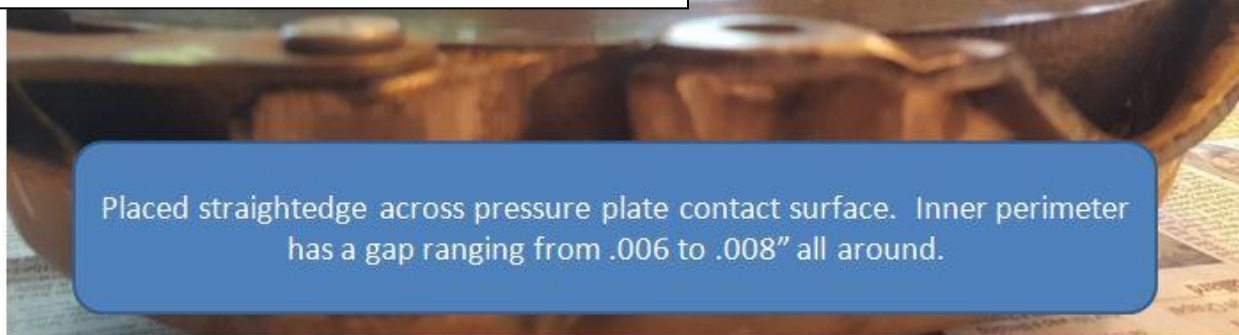 Placed straightedge across pressure plate contact surface.  Inner perimeter
has a gap ranging from .006 to .008” all around.